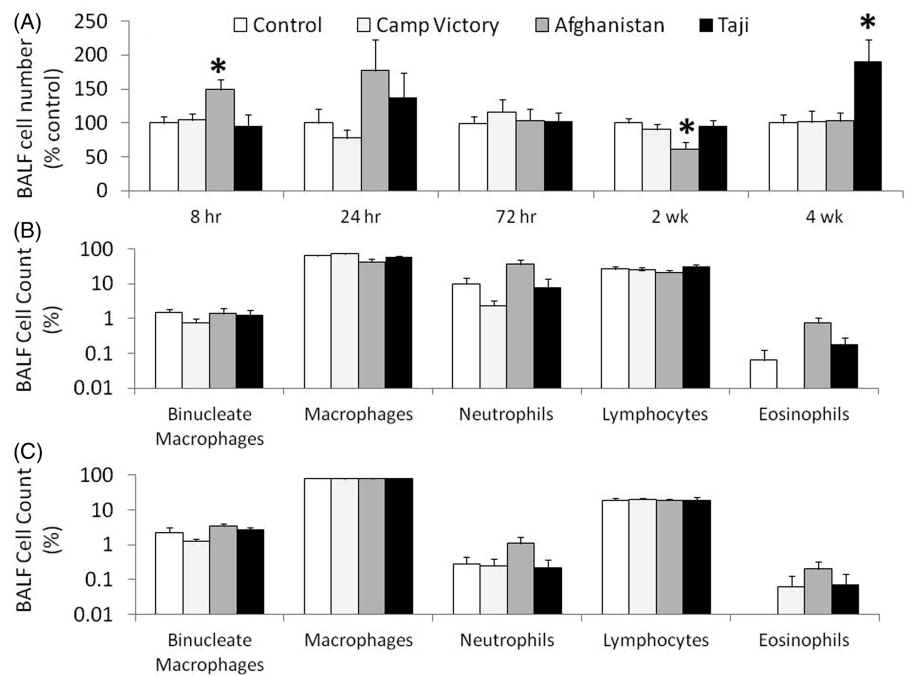 (A)
Control Camp Victory Afghanistan Taji
BALF cell number
(% control)
250
200
150
100
50
0
*
*
*
8 hr 24 hr 72 hr 2 wk 4 wk
(B)
BALF Cell Count
(%)
100
10
1
0.1
0.01
Binucleate
Macrophages
Macrophages Neutrophils Lymphocytes Eosinophils
(C)
BALF Cell Count
(%)
100
10
1
0.1
0.01
Binucleate
Macrophages
Macrophages Neutrophils Lymphocytes Eosinophils